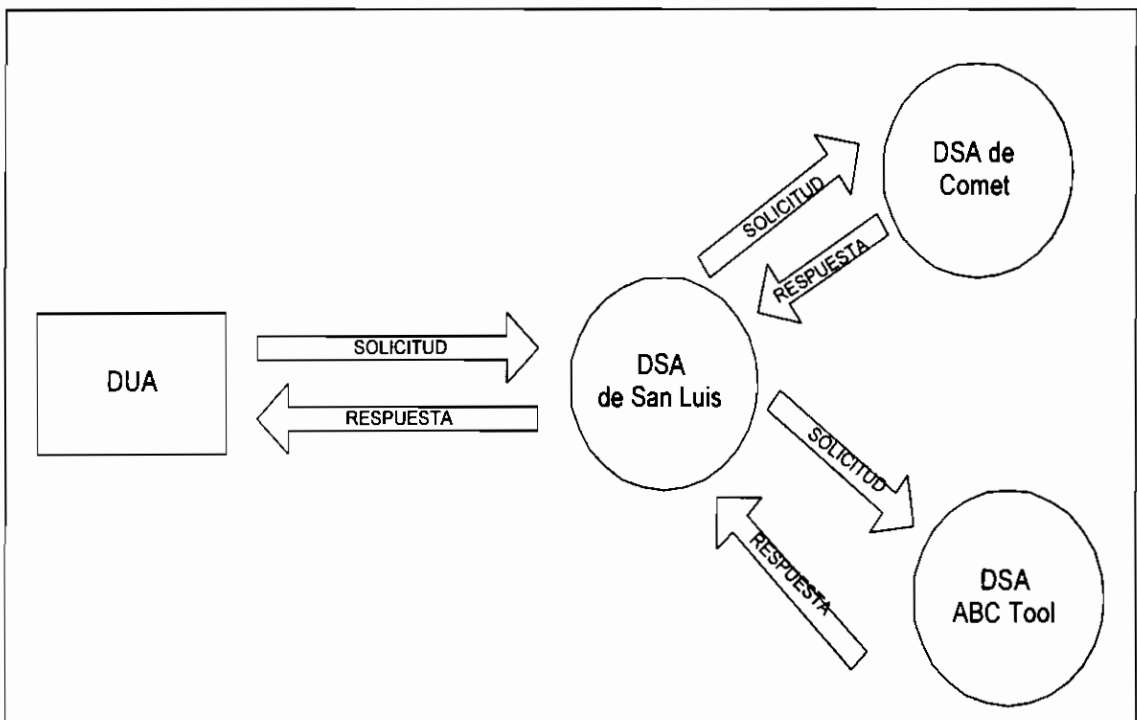 DSA de
Comet
SOLICITUD
RESPUESTA
SOLICITUD
DUA
DSA
de San Luis
RESPUESTA
SOLICITUD
RESPUESTA
DSA
ABC Tool